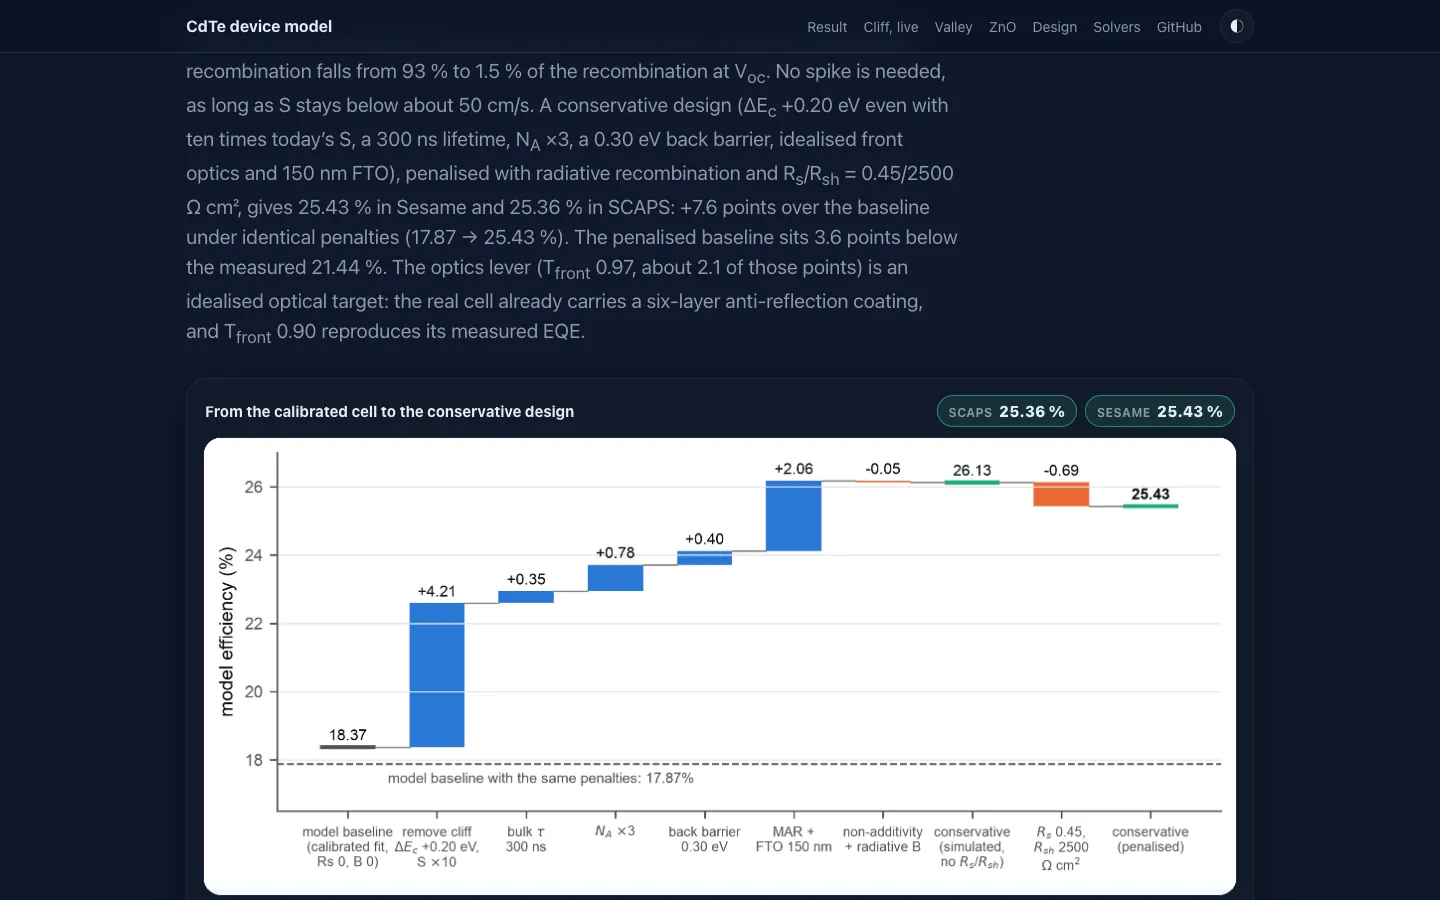 CdTe device model
Result Cliff, live Valley ZnO Design Solvers GitHub
recombination falls from 93 % to 1.5 % of the recombination at Voc. No spike is needed,
as long as S stays below about 50 cm/s. A conservative design (ΔEc +0.20 eV even with
ten times today’s S, a 300 ns lifetime, NA ×3, a 0.30 eV back barrier, idealised front
optics and 150 nm FTO), penalised with radiative recombination and Rs/Rsh = 0.45/2500
Ω cm², gives 25.43 % in Sesame and 25.36 % in SCAPS: +7.6 points over the baseline
under identical penalties (17.87 → 25.43 %). The penalised baseline sits 3.6 points below
the measured 21.44 %. The optics lever (Tfront 0.97, about 2.1 of those points) is an
idealised optical target: the real cell already carries a six-layer anti-reflection coating,
and Tfront 0.90 reproduces its measured EQE.
From the calibrated cell to the conservative design
SCAPS 25.36 %
SESAME 25.43 %
model efficiency (%)
26
24
22
20
18
18.37
+4.21
+0.35
+0.78
+0.40
+2.06
-0.05
26.13
-0.69
25.43
model baseline with the same penalties: 17.87%
model baseline
(calibrated fit,
Rs 0, B 0)
remove cliff
ΔEc +0.20 eV,
S ×10
bulk τ
300 ns
NA ×3
back barrier
0.30 eV
MAR +
FTO 150 nm
non-additivity
+ radiative B
conservative
(simulated,
no Rs/Rsh)
Rs 0.45,
Rsh 2500
Ω cm²
conservative
(penalised)